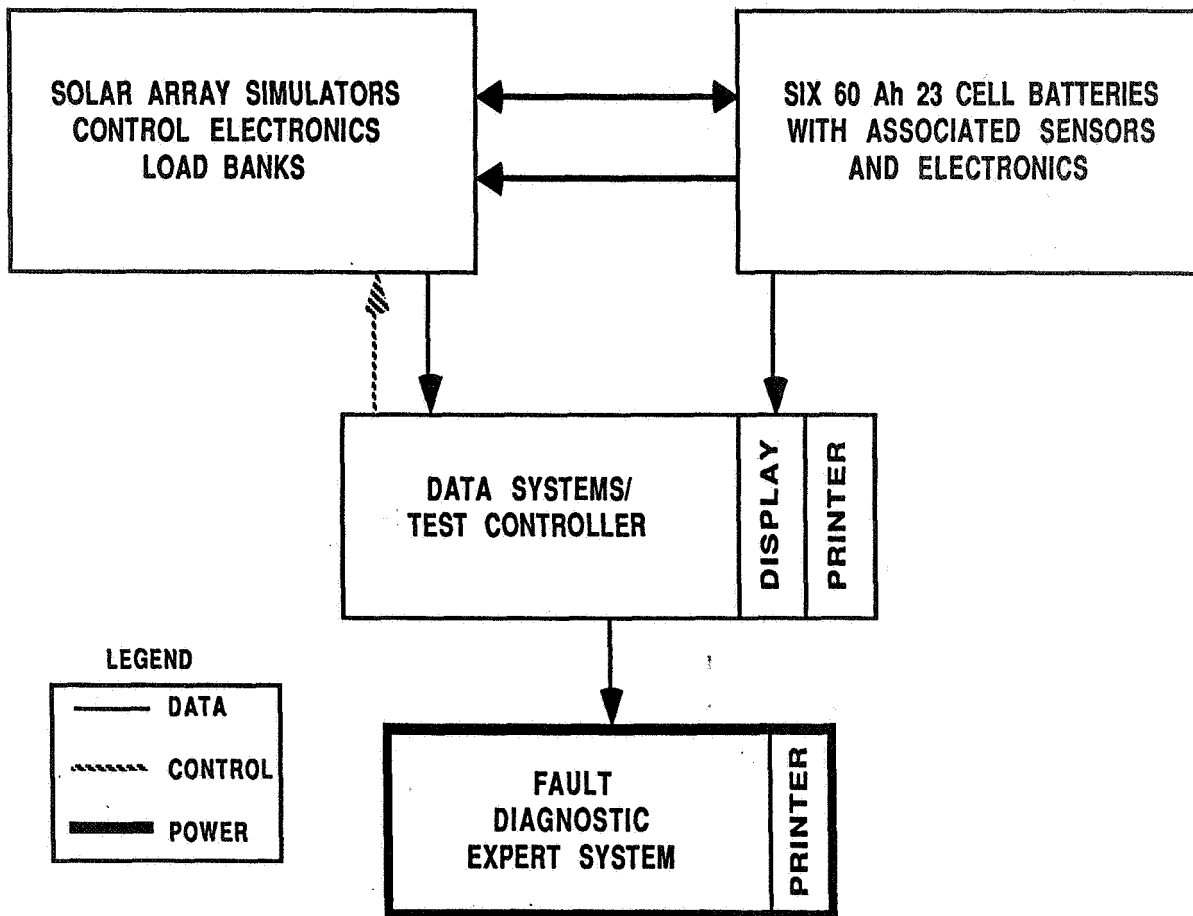 SOLAR ARRAY SIMULATORS
CONTROL ELECTRONICS
LOAD BANKS
SIX 60 Ah 23 CELL BATTERIES
WITH ASSOCIATED SENSORS
AND ELECTRONICS
DATA SYSTEMS/
TEST CONTROLLER
DISPLAY
PRINTER
LEGEND
DATA
CONTROL
POWER
FAULT
DIAGNOSTIC
EXPERT SYSTEM
PRINTER